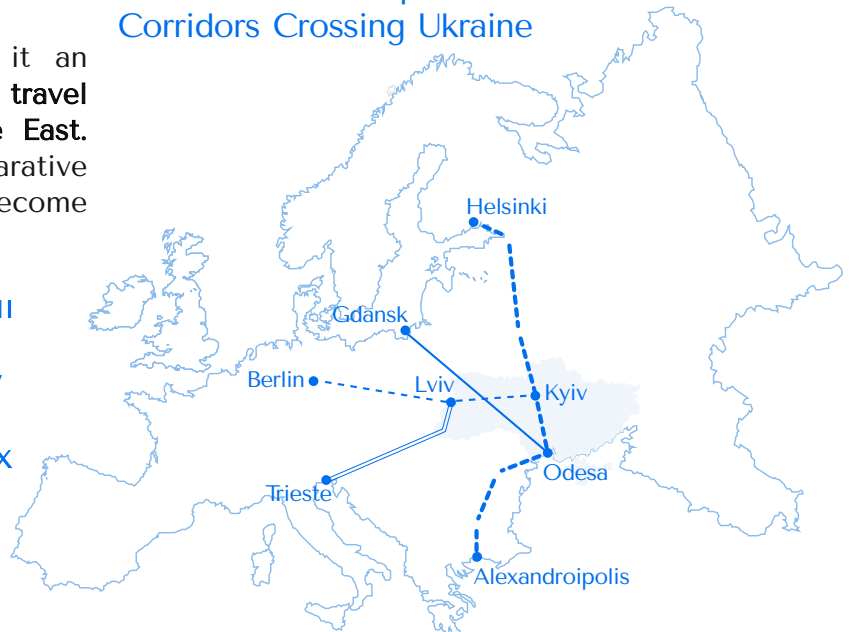 Corridors Crossing Ukraine
it an
travel
East.
arative
ecome
Helsinki
Gdansk
Berlin
Lviv
Kyiv
Odesa
Trieste
Alexandroipolis